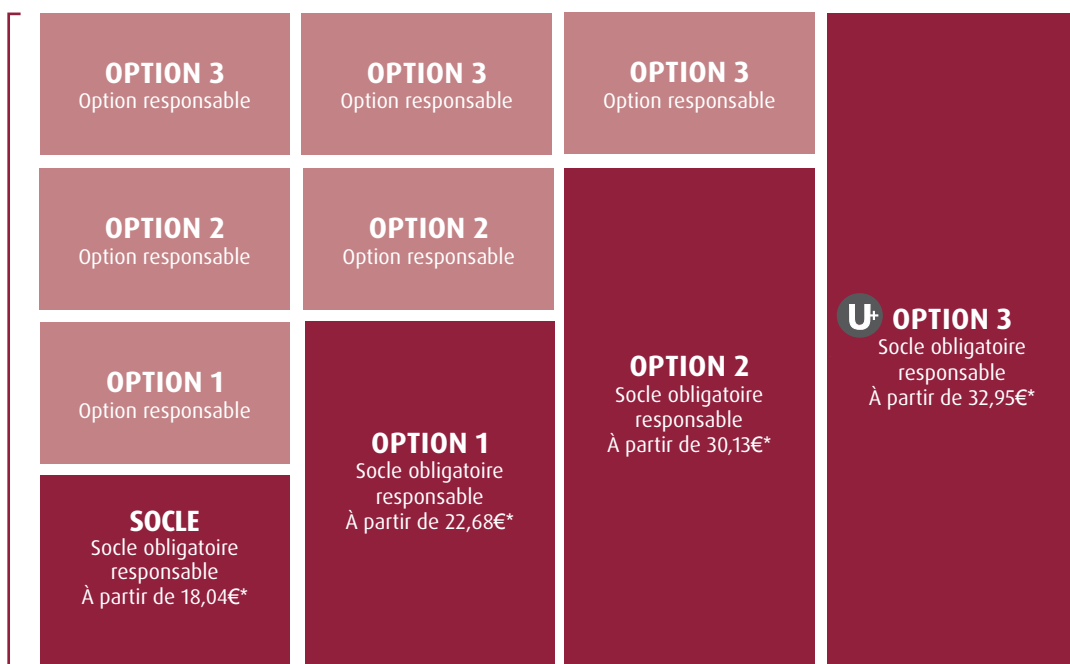 OPTION 3
Option responsable
OPTION 2
Option responsable
OPTION 1
Option responsable
SOCLE
Socle obligatoire
responsable
À partir de 18,04€*
OPTION 3
Option responsable
OPTION 2
Option responsable
OPTION 1
Socle obligatoire
responsable
À partir de 22,68€*
OPTION 3
Option responsable
OPTION 2
Socle obligatoire
responsable
À partir de 30,13€*
U+ OPTION 3
Socle obligatoire
responsable
À partir de 32,95€*